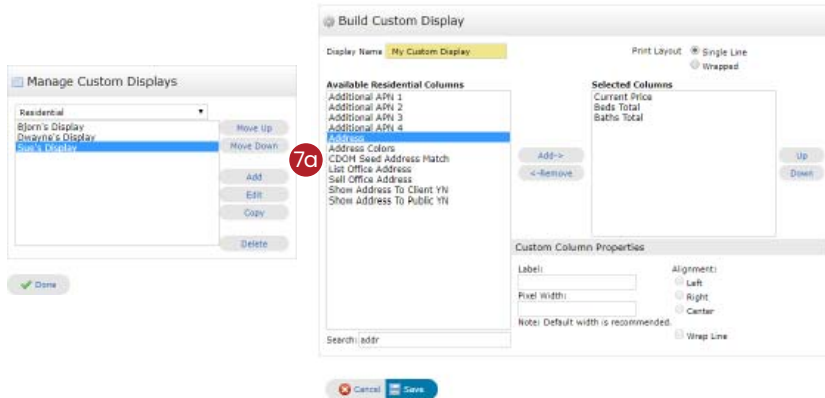 Manage Custom Displays
Residential
Bjorn's Display
Dwayne's Display
Sue's Display
Move Up
Move Down
Add
Edit
Copy
Delete
Done
7a
Build Custom Display
Display Name My Custom Display
Print Layout Single Line
Wrapped
Available Residential Columns
Additional APN 1
Additional APN 2
Additional APN 3
Additional APN 4
Address
Address Colors
CDOM Seed Address Match
List Office Address
Sell Office Address
Show Address To Client YN
Show Address To Public YN
Search: addr
Add->
<-Remove
Selected Columns
Current Price
Beds Total
Baths Total
Up
Down
Custom Column Properties
Label:
Pixel Width:
Note: Default width is recommended.
Alignment:
Left
Right
Center
Wrap Line
Cancel
Save